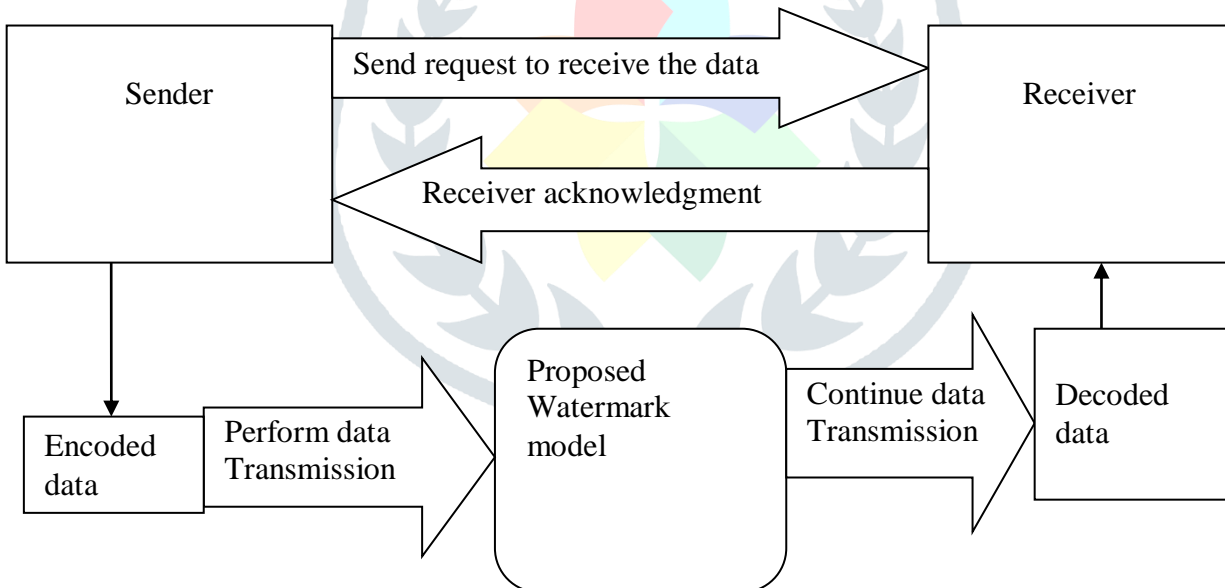 Send request to receive the data
Sender
Receiver
Receiver acknowledgment
Proposed
Watermark
model
Continue data
Transmission
Decoded
data
Perform data
Transmission
Encoded
data